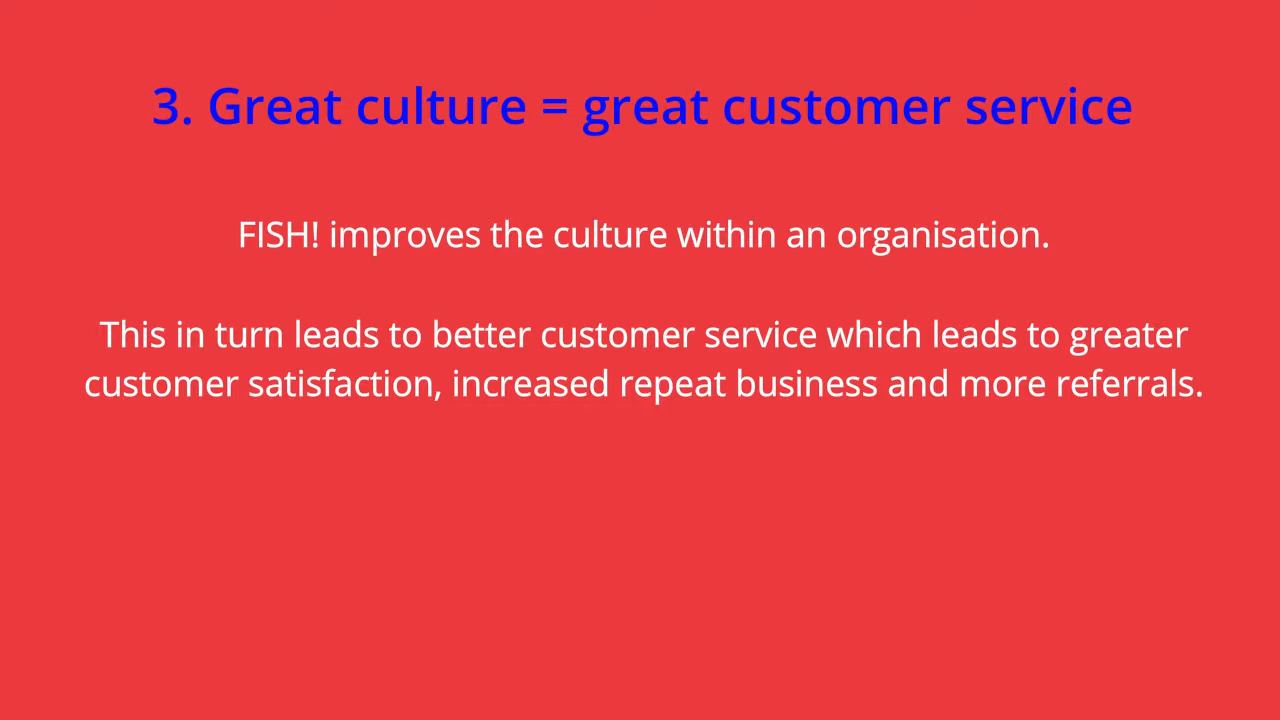 3. Great culture = great customer service
FISH! improves the culture within an organisation.
This in turn leads to better customer service which leads to greater
customer satisfaction, increased repeat business and more referrals.